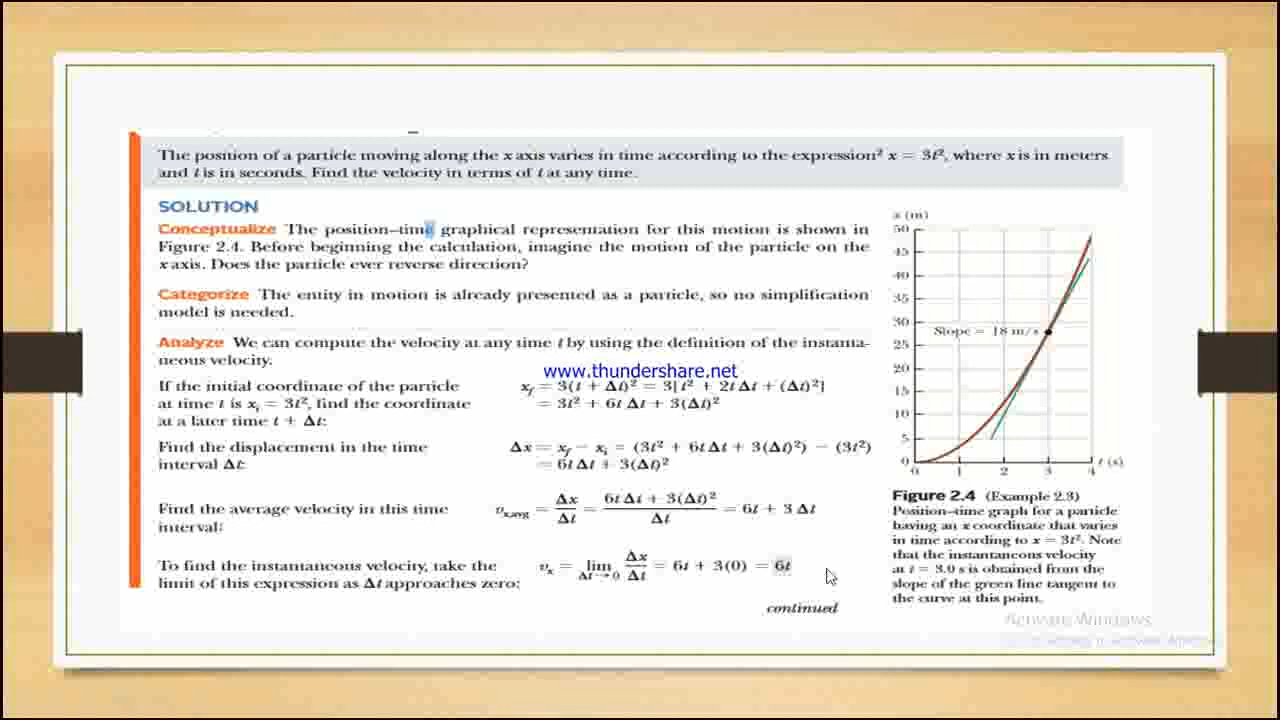 The position of a particle moving along the x axis varies in time according to the expression² x = 3t², where x is in meters
and t is in seconds. Find the velocity in terms of t at any time.
SOLUTION
Conceptualize The position–time graphical representation for this motion is shown in
Figure 2.4. Before beginning the calculation, imagine the motion of the particle on the
x axis. Does the particle ever reverse direction?
Categorize The entity in motion is already presented as a particle, so no simplification
model is needed.
Analyze We can compute the velocity at any time t by using the definition of the instanta-
neous velocity.
www.thundershare.net
If the initial coordinate of the particle
at time t is xᵢ = 3t², find the coordinate
at a later time t + Δt:
x_f = 3(t + Δt)² = 3[t² + 2t Δt + (Δt)²]
= 3t² + 6t Δt + 3(Δt)²
Find the displacement in the time
interval Δt:
Δx = x_f − xᵢ = (3t² + 6t Δt + 3(Δt)²) − (3t²)
= 6t Δt + 3(Δt)²
Find the average velocity in this time
interval:
v_x,avg = Δx/Δt = (6t Δt + 3(Δt)²)/Δt = 6t + 3 Δt
To find the instantaneous velocity, take the
limit of this expression as Δt approaches zero:
v_x = lim Δt→0 Δx/Δt = 6t + 3(0) = 6t
continued
x (m)
50
45
40
35
30
25
20
15
10
5
0
Slope = 18 m/s
0 1 2 3 4 t (s)
Figure 2.4 (Example 2.3)
Position–time graph for a particle
having an x coordinate that varies
in time according to x = 3t². Note
that the instantaneous velocity
at t = 3.0 s is obtained from the
slope of the green line tangent to
the curve at this point.
Activate Windows